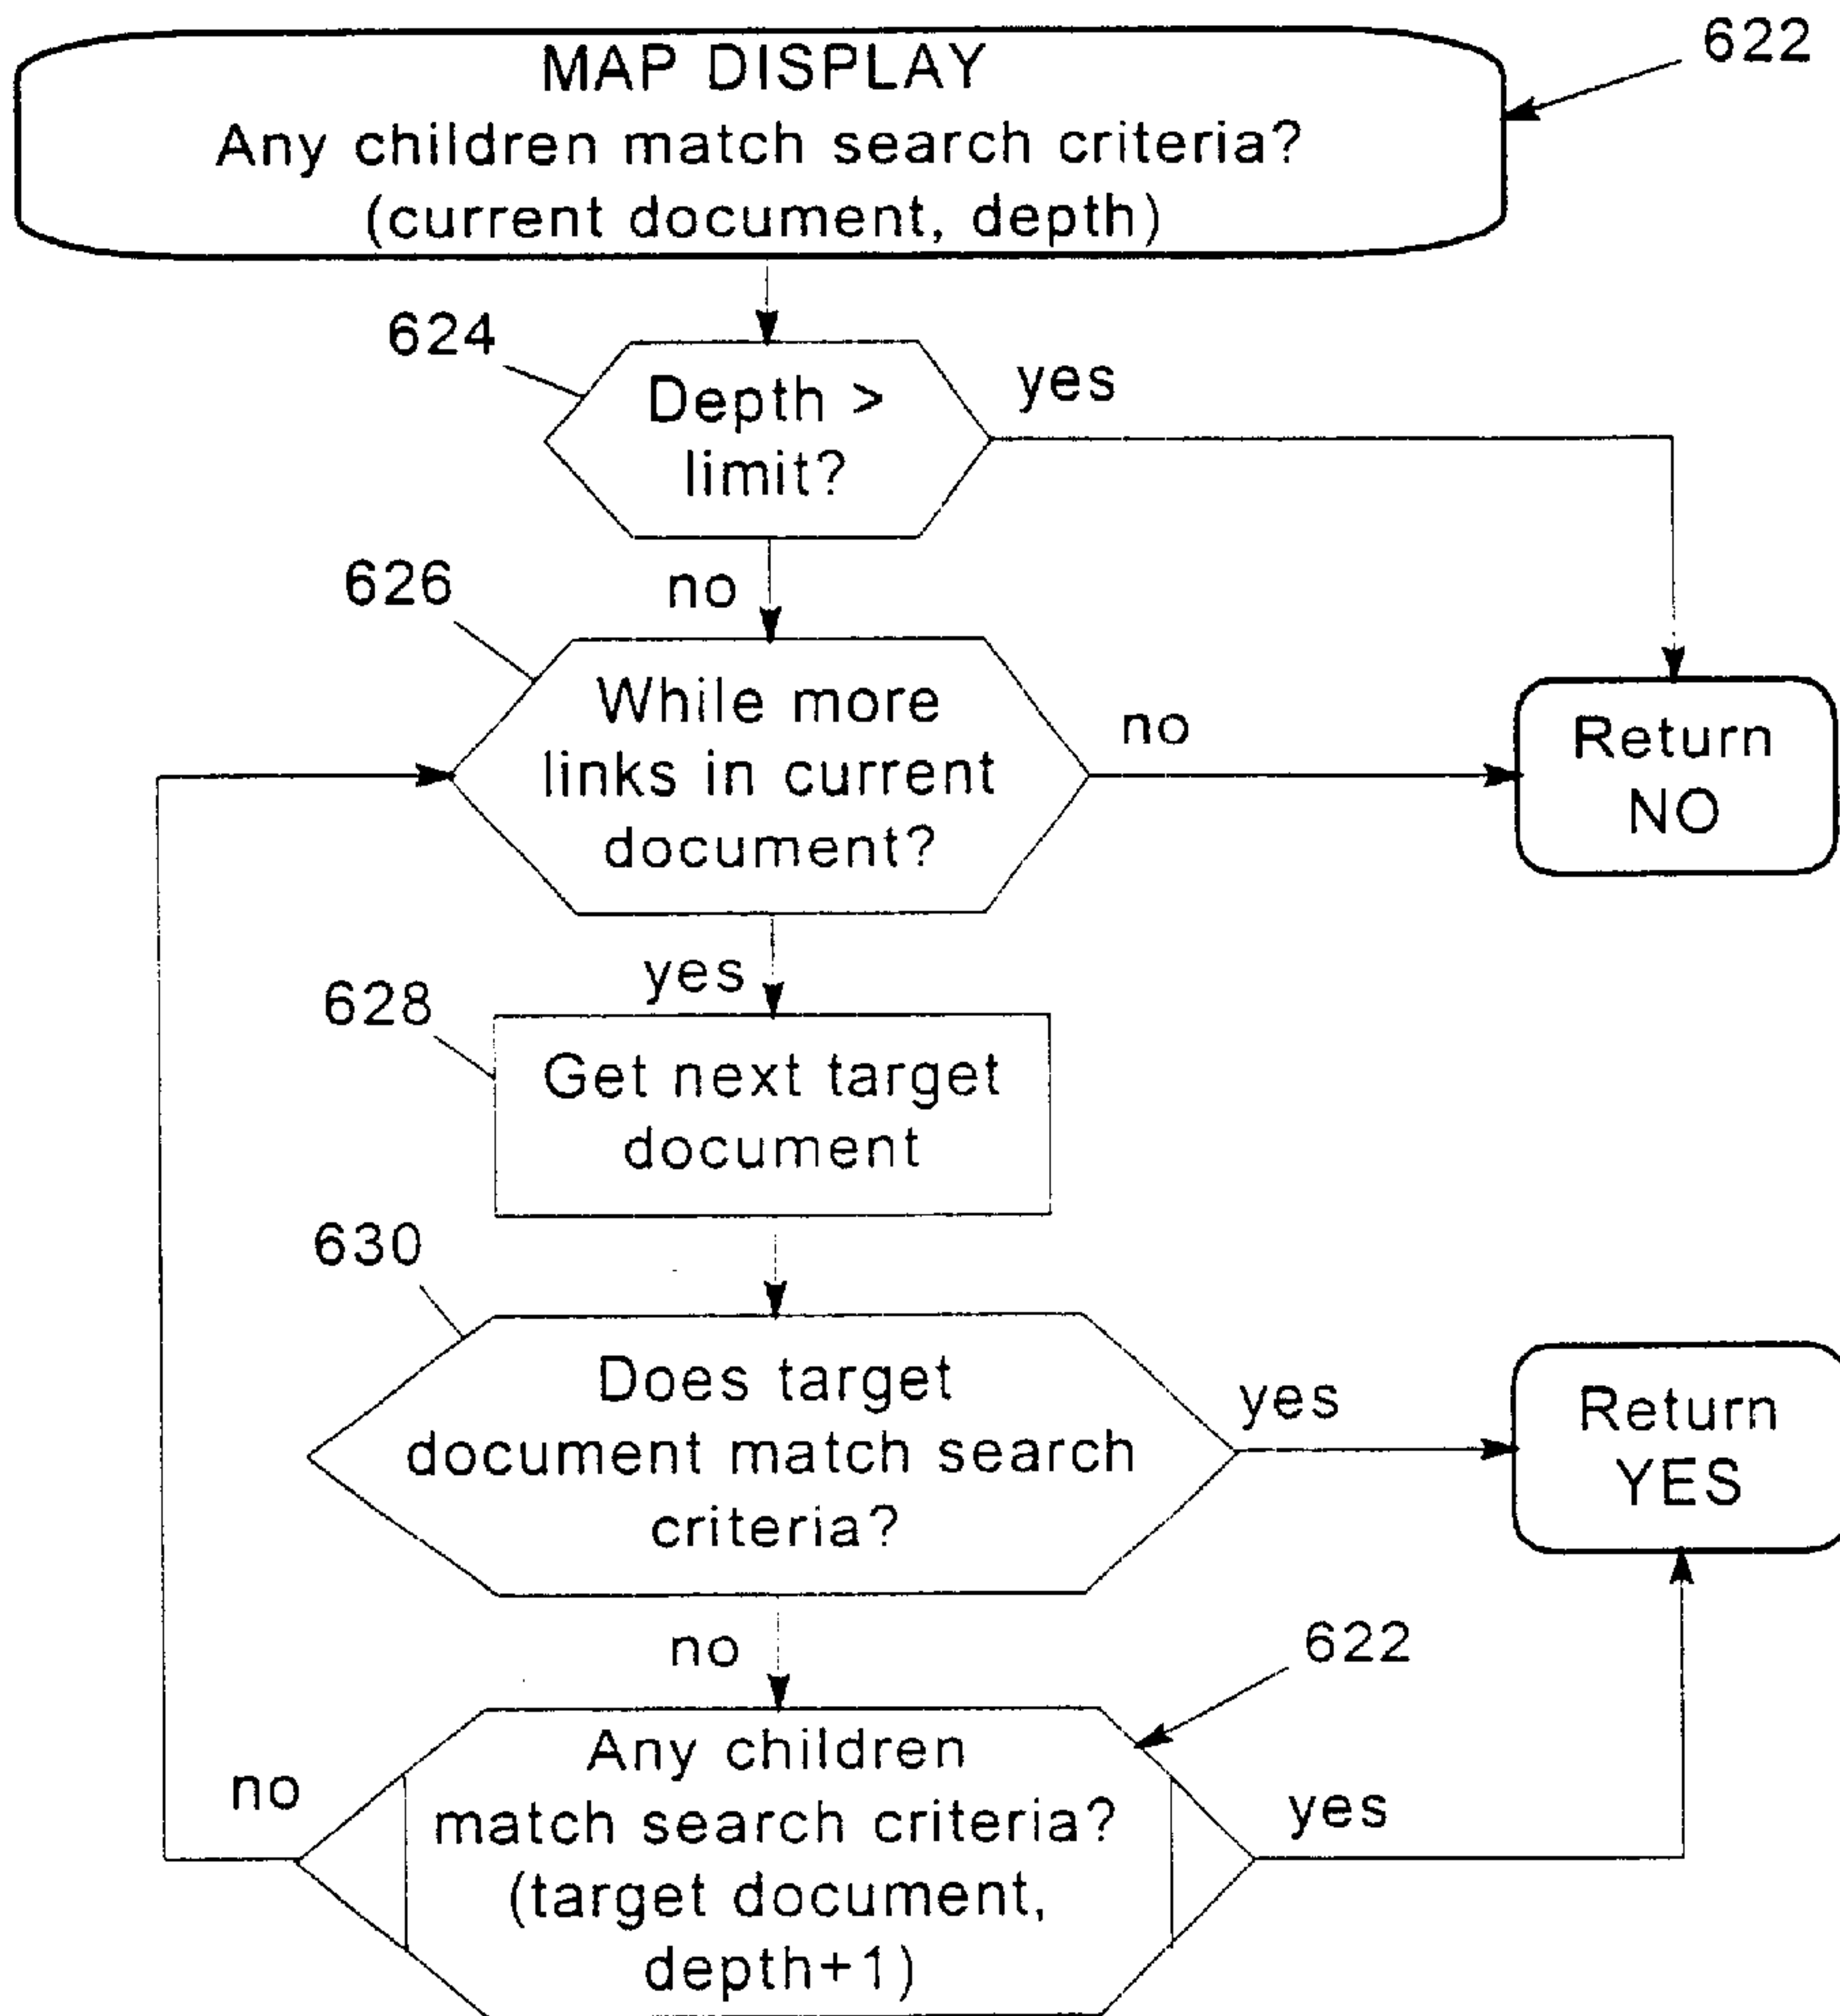 622
MAP DISPLAY
Any children match search criteria?
(current document, depth)
624
Depth >
limit?
yes
no
626
While more
links in current
document?
no
Return
NO
yes
628
Get next target
document
630
Does target
document match search
criteria?
yes
Return
YES
no
622
Any children
match search criteria?
(target document,
depth+1)
no
yes